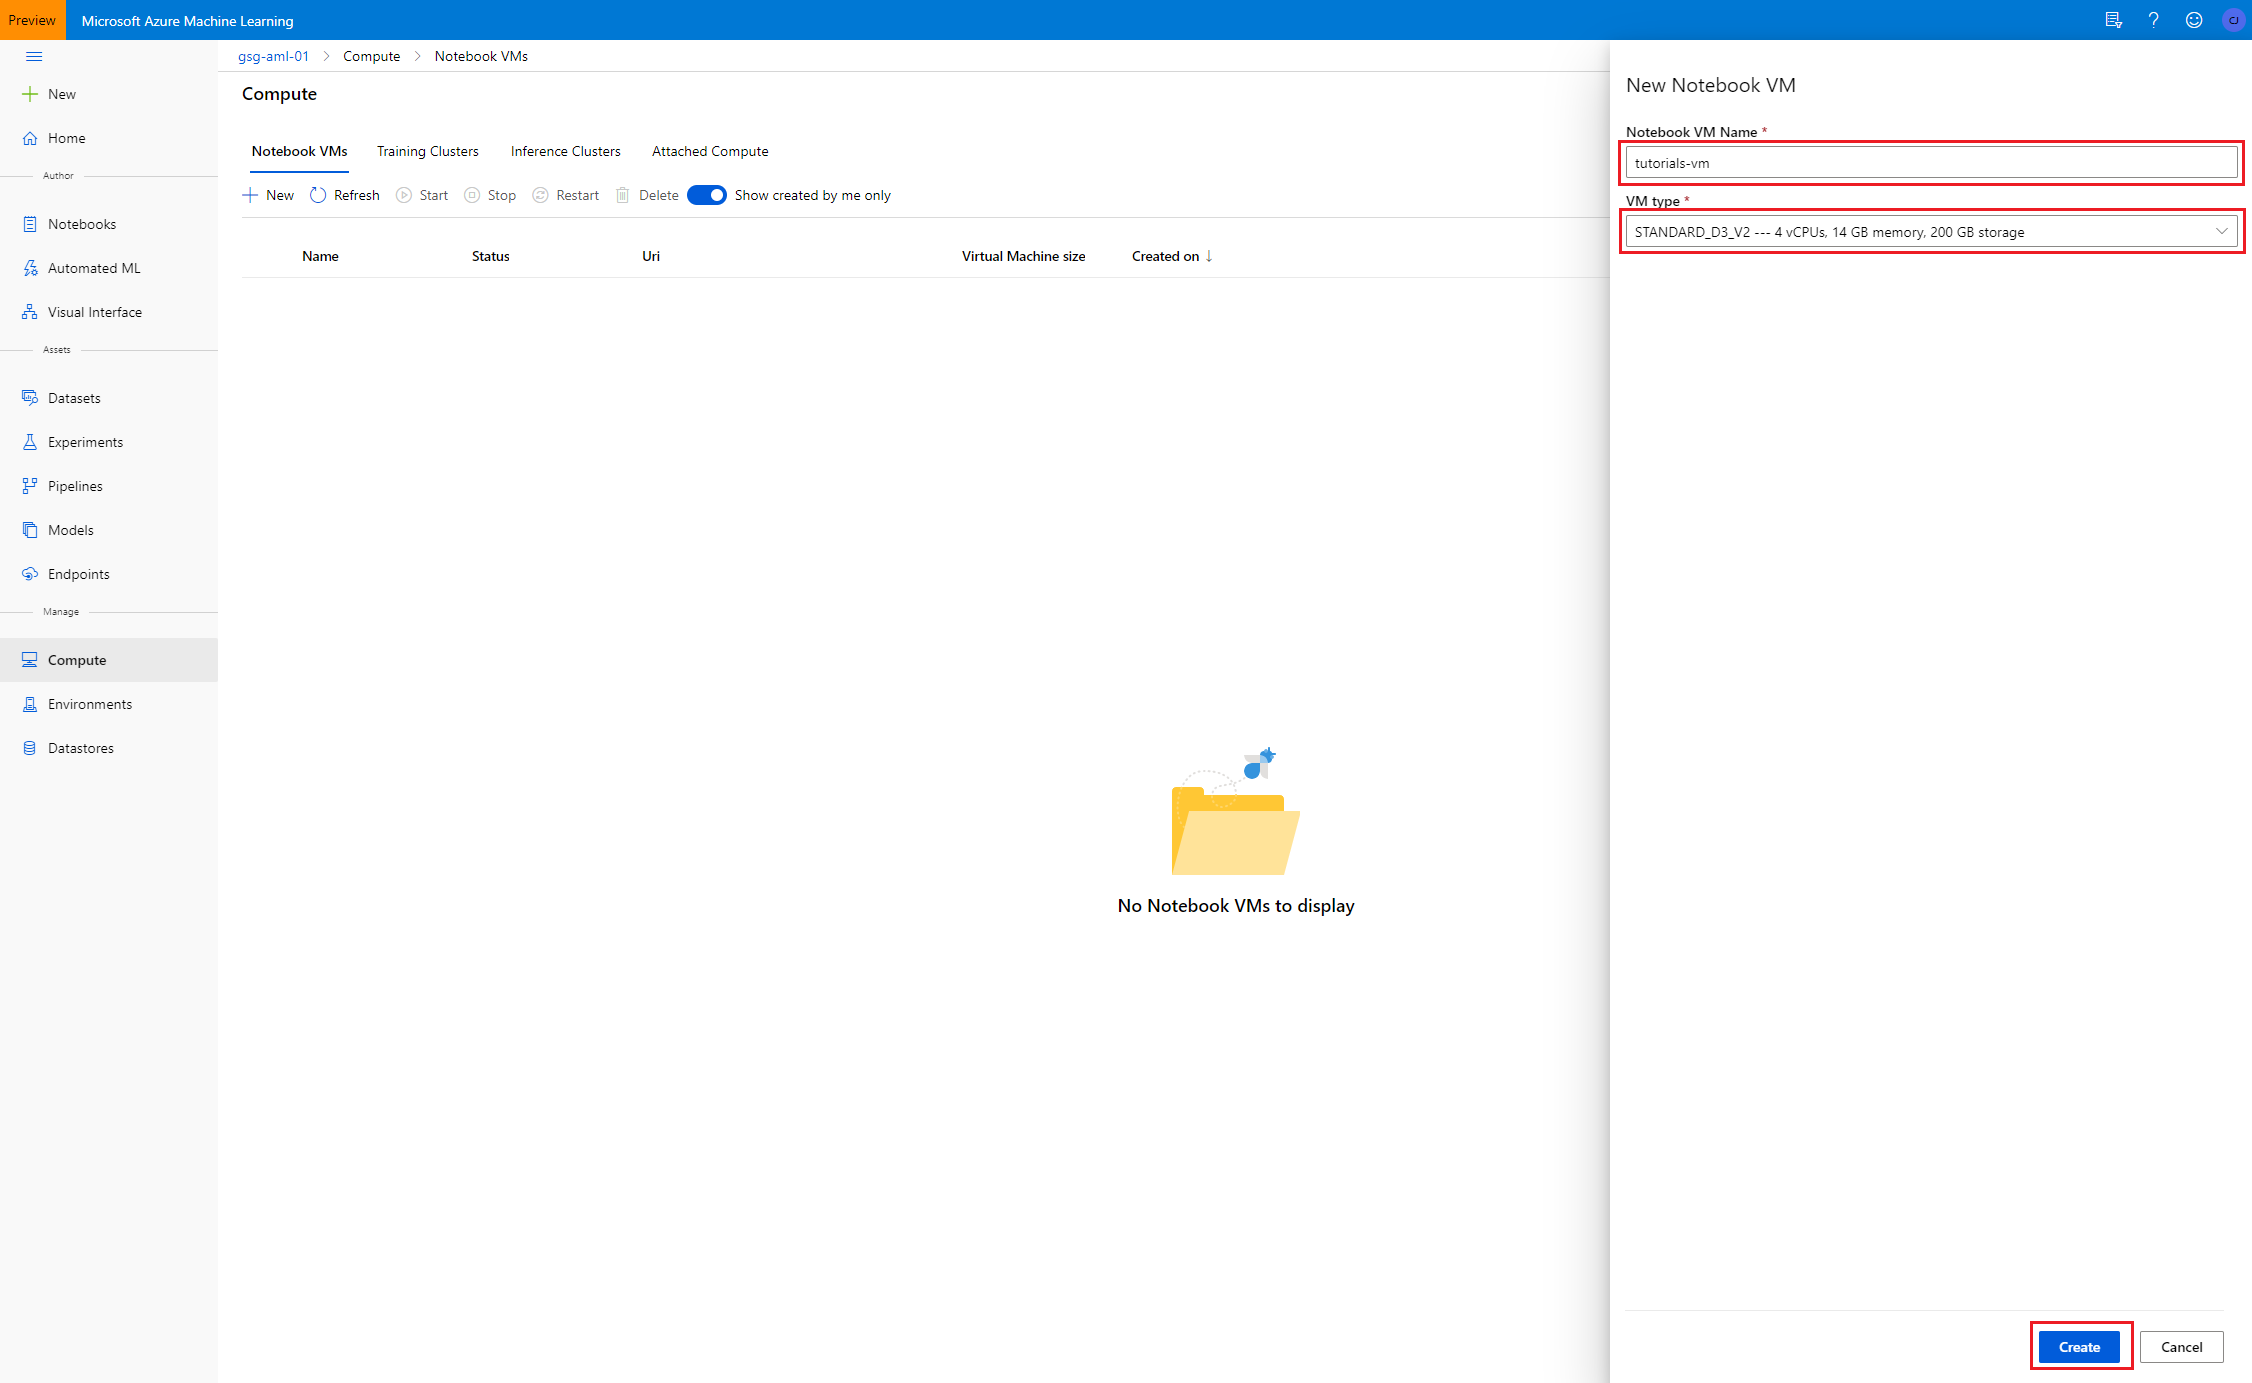 Preview Microsoft Azure Machine Learning CJ
New
Home
Author
Notebooks
Automated ML
Visual Interface
Assets
Datasets
Experiments
Pipelines
Models
Endpoints
Manage
Compute
Environments
Datastores
gsg-aml-01 > Compute > Notebook VMs
Compute
Notebook VMs Training Clusters Inference Clusters Attached Compute
New Refresh Start Stop Restart Delete Show created by me only
Name Status Uri Virtual Machine size Created on ↓
No Notebook VMs to display
New Notebook VM
Notebook VM Name *
tutorials-vm
VM type *
STANDARD_D3_V2 --- 4 vCPUs, 14 GB memory, 200 GB storage
Create Cancel